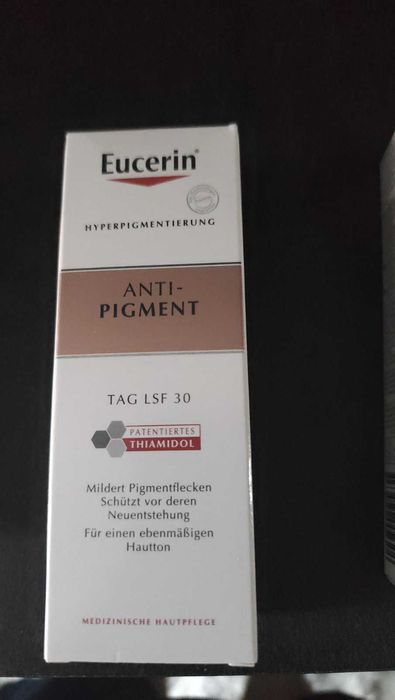 Eucerin®
HYPERPIGMENTIERUNG
ANTI-
PIGMENT
TAG LSF 30
PATENTIERTES
THIAMIDOL
Mildert Pigmentflecken
Schützt vor deren
Neuentstehung
Für einen ebenmäßigen
Hautton
MEDIZINISCHE HAUTPFLEGE